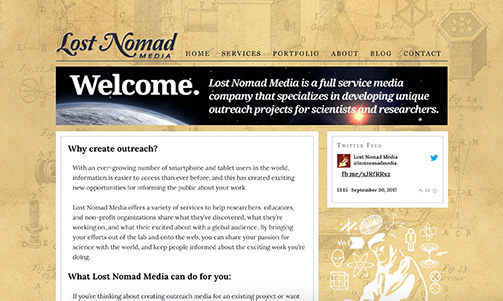 Lost Nomad
MEDIA
HOME SERVICES PORTFOLIO ABOUT BLOG CONTACT
Welcome.
Lost Nomad Media is a full service media
company that specializes in developing unique
outreach projects for scientists and researchers.
Why create outreach?
With an ever-growing number of smartphone and tablet users in the world,
information is easier to access than ever before, and this has created exciting
new opportunities for informing the public about your work.
Lost Nomad Media offers a variety of services to help researchers, educators,
and non-profit organizations share what they've discovered, what they're
working on, and what their excited about with a global audience. By bringing
your efforts out of the lab and onto the web, you can share your passion for
science with the world, and keep people informed about the exciting work you're
doing.
What Lost Nomad Media can do for you:
If you're thinking about creating outreach media for an existing project or want
TWITTER FEED
Lost Nomad Media
@lostnomadmedia
13:15 · September 30, 2017